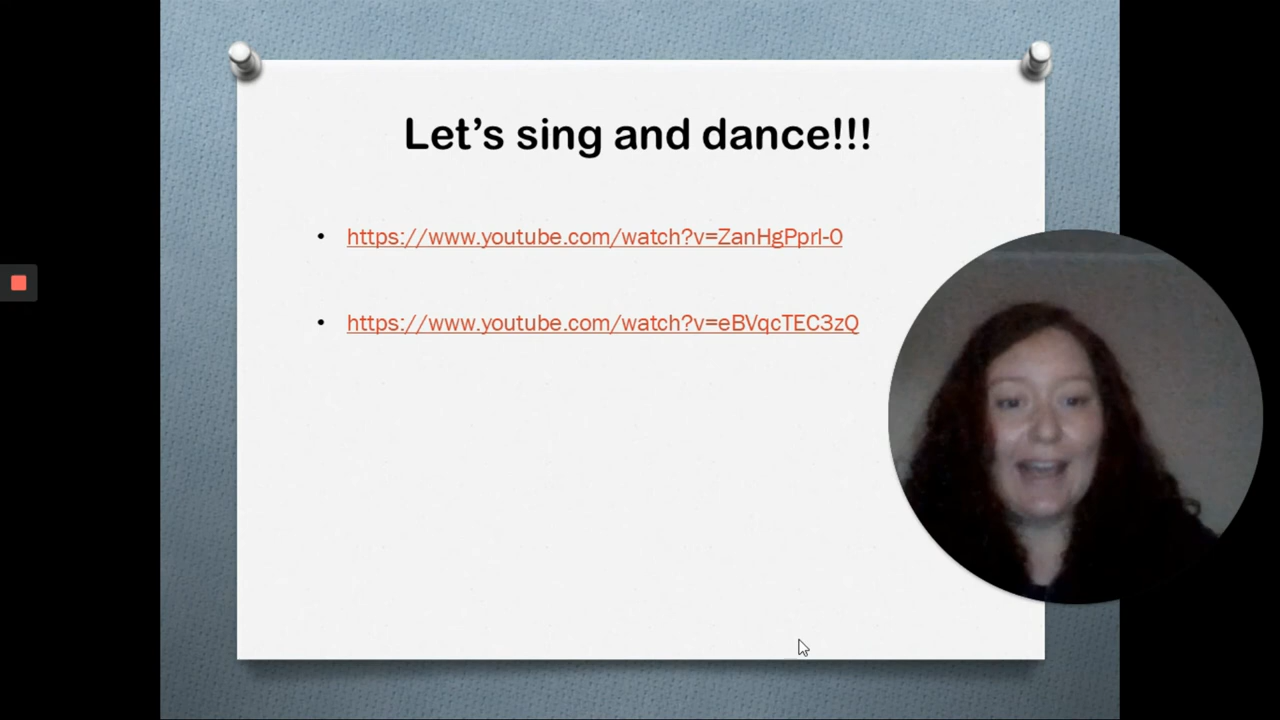 Let’s sing and dance!!!
• https://www.youtube.com/watch?v=ZanHgPprl-0
• https://www.youtube.com/watch?v=eBVqcTEC3zQ